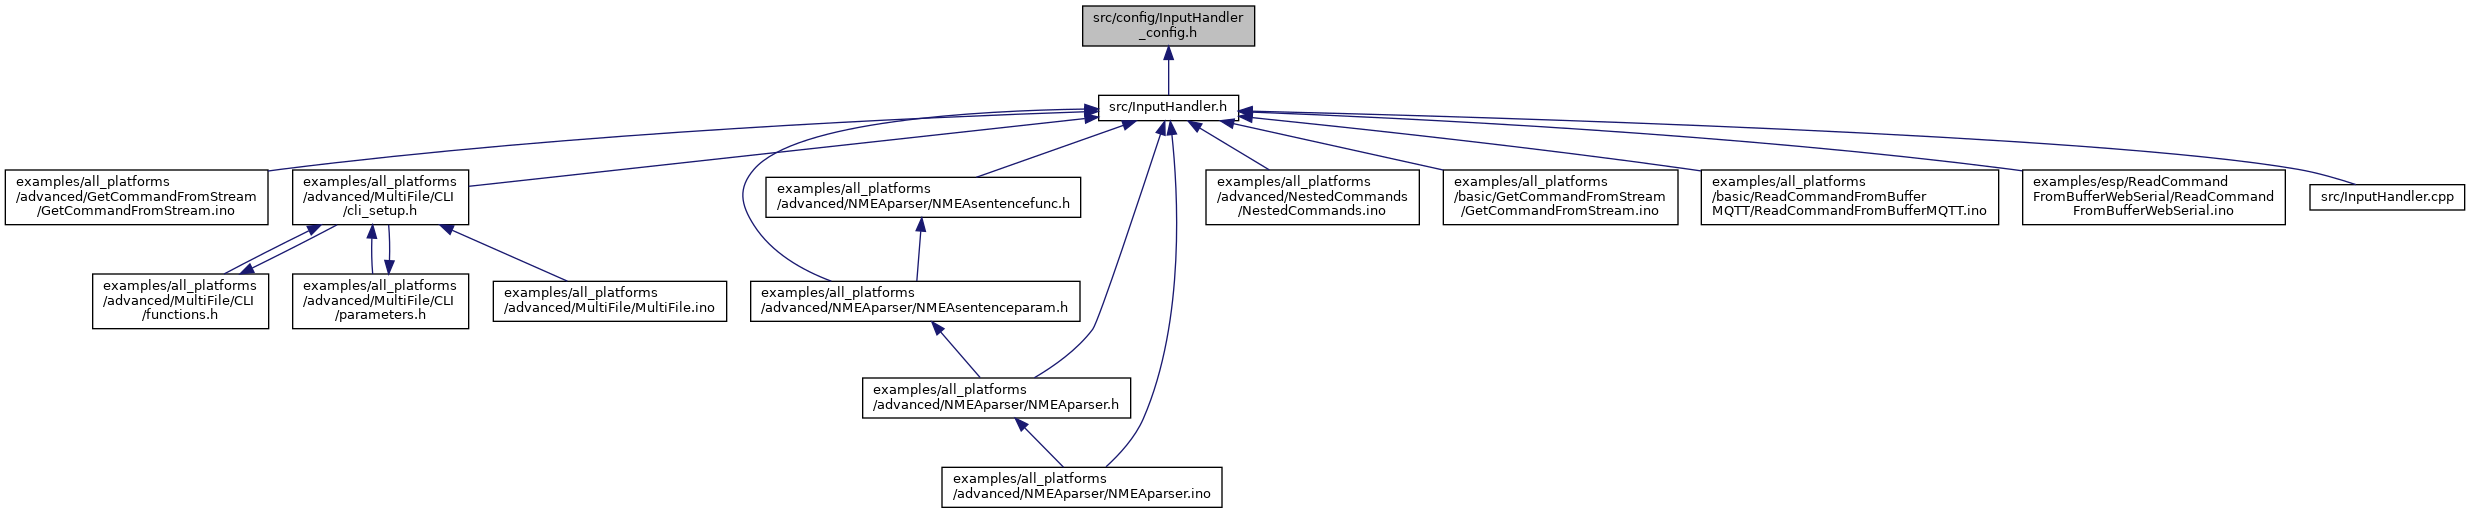 src/config/InputHandler
_config.h
src/InputHandler.h
examples/all_platforms
/advanced/GetCommandFromStream
/GetCommandFromStream.ino
examples/all_platforms
/advanced/MultiFile/CLI
/cli_setup.h
examples/all_platforms
/advanced/NMEAparser/NMEAsentencefunc.h
examples/all_platforms
/advanced/NestedCommands
/NestedCommands.ino
examples/all_platforms
/basic/GetCommandFromStream
/GetCommandFromStream.ino
examples/all_platforms
/basic/ReadCommandFromBuffer
MQTT/ReadCommandFromBufferMQTT.ino
examples/esp/ReadCommand
FromBufferWebSerial/ReadCommand
FromBufferWebSerial.ino
src/InputHandler.cpp
examples/all_platforms
/advanced/MultiFile/CLI
/functions.h
examples/all_platforms
/advanced/MultiFile/CLI
/parameters.h
examples/all_platforms
/advanced/MultiFile/MultiFile.ino
examples/all_platforms
/advanced/NMEAparser/NMEAsentenceparam.h
examples/all_platforms
/advanced/NMEAparser/NMEAparser.h
examples/all_platforms
/advanced/NMEAparser/NMEAparser.ino